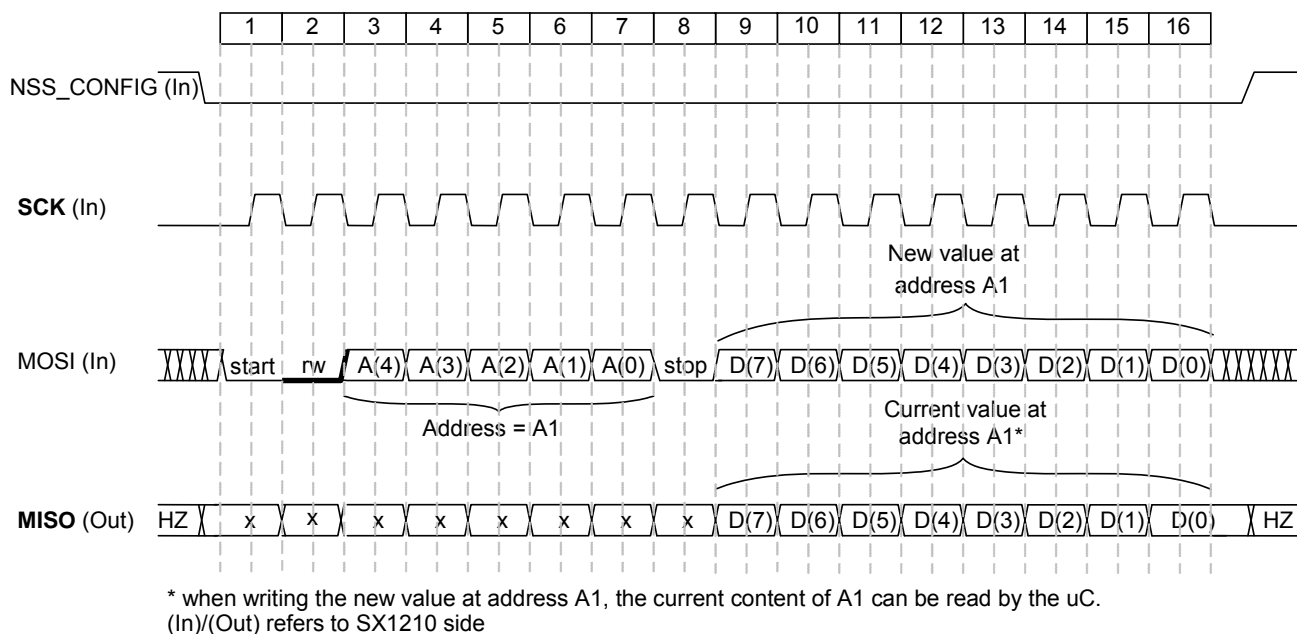 1 2 3 4 5 6 7 8 9 10 11 12 13 14 15 16
NSS_CONFIG (In)
SCK (In)
New value at
address A1
MOSI (In) start rw A(4) A(3) A(2) A(1) A(0) stop D(7) D(6) D(5) D(4) D(3) D(2) D(1) D(0)
Address = A1
Current value at
address A1*
MISO (Out) HZ x x x x x x x x D(7) D(6) D(5) D(4) D(3) D(2) D(1) D(0) HZ
* when writing the new value at address A1, the current content of A1 can be read by the uC.
(In)/(Out) refers to SX1210 side